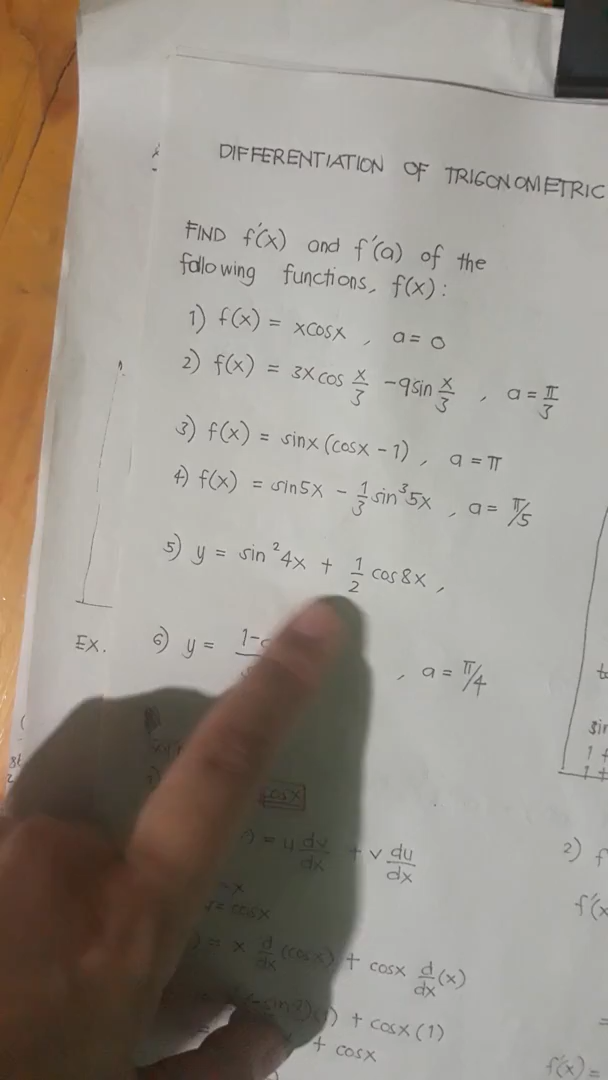 DIFFERENTIATION OF TRIGONOMETRIC
FIND f'(x) and f'(a) of the
following functions, f(x):
1) f(x) = xcosx , a= 0
2) f(x) = 3x cos x/3 - 9sin x/3 , a = π/3
3) f(x) = sinx (cosx - 1), a = π
4) f(x) = sin5x - 1/3 sin³5x , a= π/5
5) y = sin²4x + 1/2 cos8x,
EX.
6) y = 1- , a = π/4
cosx
= u dv/dx + v du/dx
2) f
f'(x
= cosx
= x d/dx (cosx) + cosx d/dx (x)
+ cosx (1)
+ cosx
f'(x) =